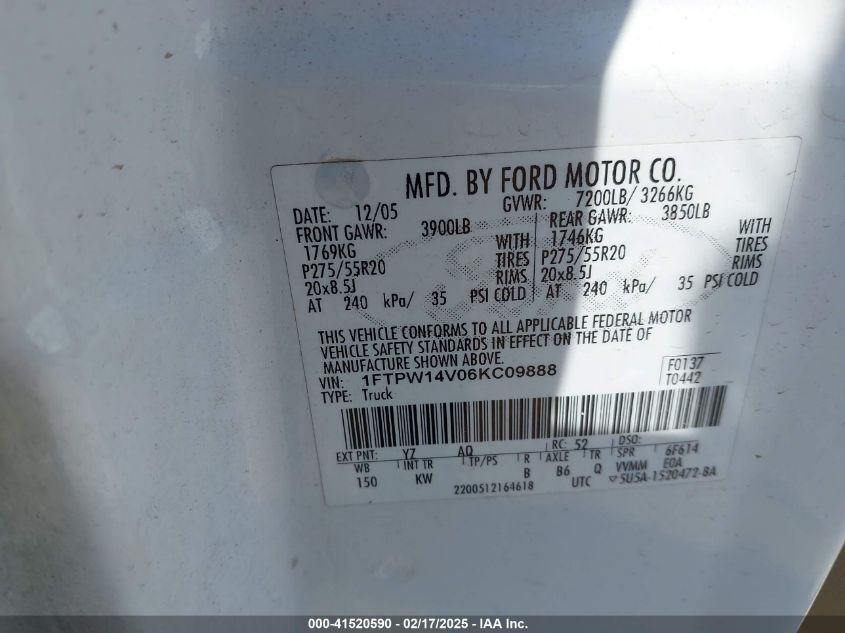 MFD. BY FORD MOTOR CO.
DATE: 12/05 GVWR: 7200LB/ 3266KG
FRONT GAWR: 3900LB REAR GAWR: 3850LB
1769KG WITH 1746KG WITH
P275/55R20 TIRES P275/55R20 TIRES
20x8.5J RIMS 20x8.5J RIMS
AT 240 kPa/ 35 PSI COLD AT 240 kPa/ 35 PSI COLD
THIS VEHICLE CONFORMS TO ALL APPLICABLE FEDERAL MOTOR
VEHICLE SAFETY STANDARDS IN EFFECT ON THE DATE OF
MANUFACTURE SHOWN ABOVE.
VIN: 1FTPW14V06KC09888 F0137
TYPE: Truck T0442
EXT PNT: YZ AQ RC: 52 DSO:
WB INT TR TP/PS R AXLE TR SPR 6F614
150 KW B B6 Q VVMM EOA
2200512164618 UTC ▽5U5A-1520472-BA
000-41520590 - 02/17/2025 - IAA Inc.